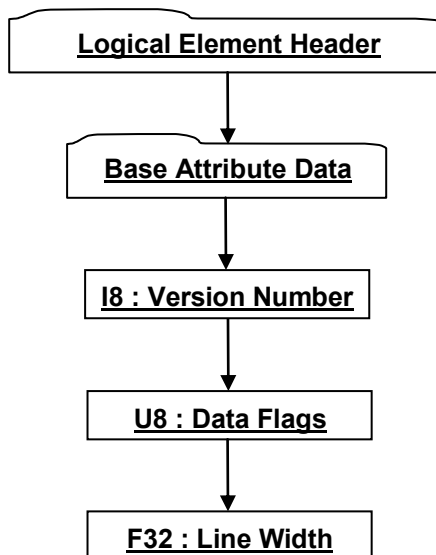 Logical Element Header
Base Attribute Data
I8 : Version Number
U8 : Data Flags
F32 : Line Width